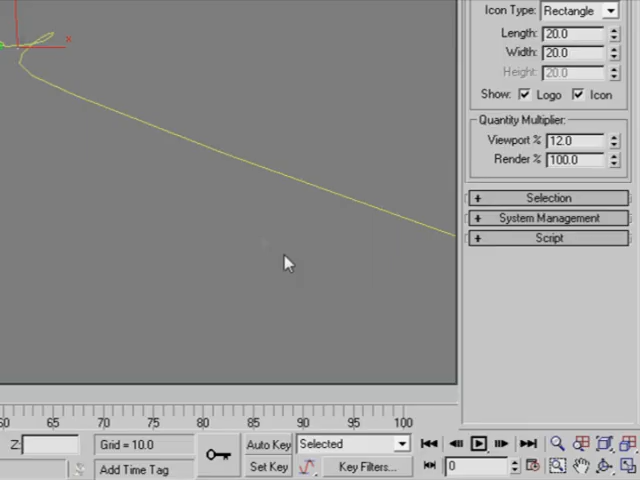 Icon Type: Rectangle
Length: 20.0
Width: 20.0
Height: 20.0
Show: Logo Icon
Quantity Multiplier:
Viewport % 12.0
Render % 100.0
+ Selection
+ System Management
+ Script
x
65 70 75 80 85 90 95 100
Z: Grid = 10.0 Auto Key Selected
Add Time Tag Set Key Key Filters... 0